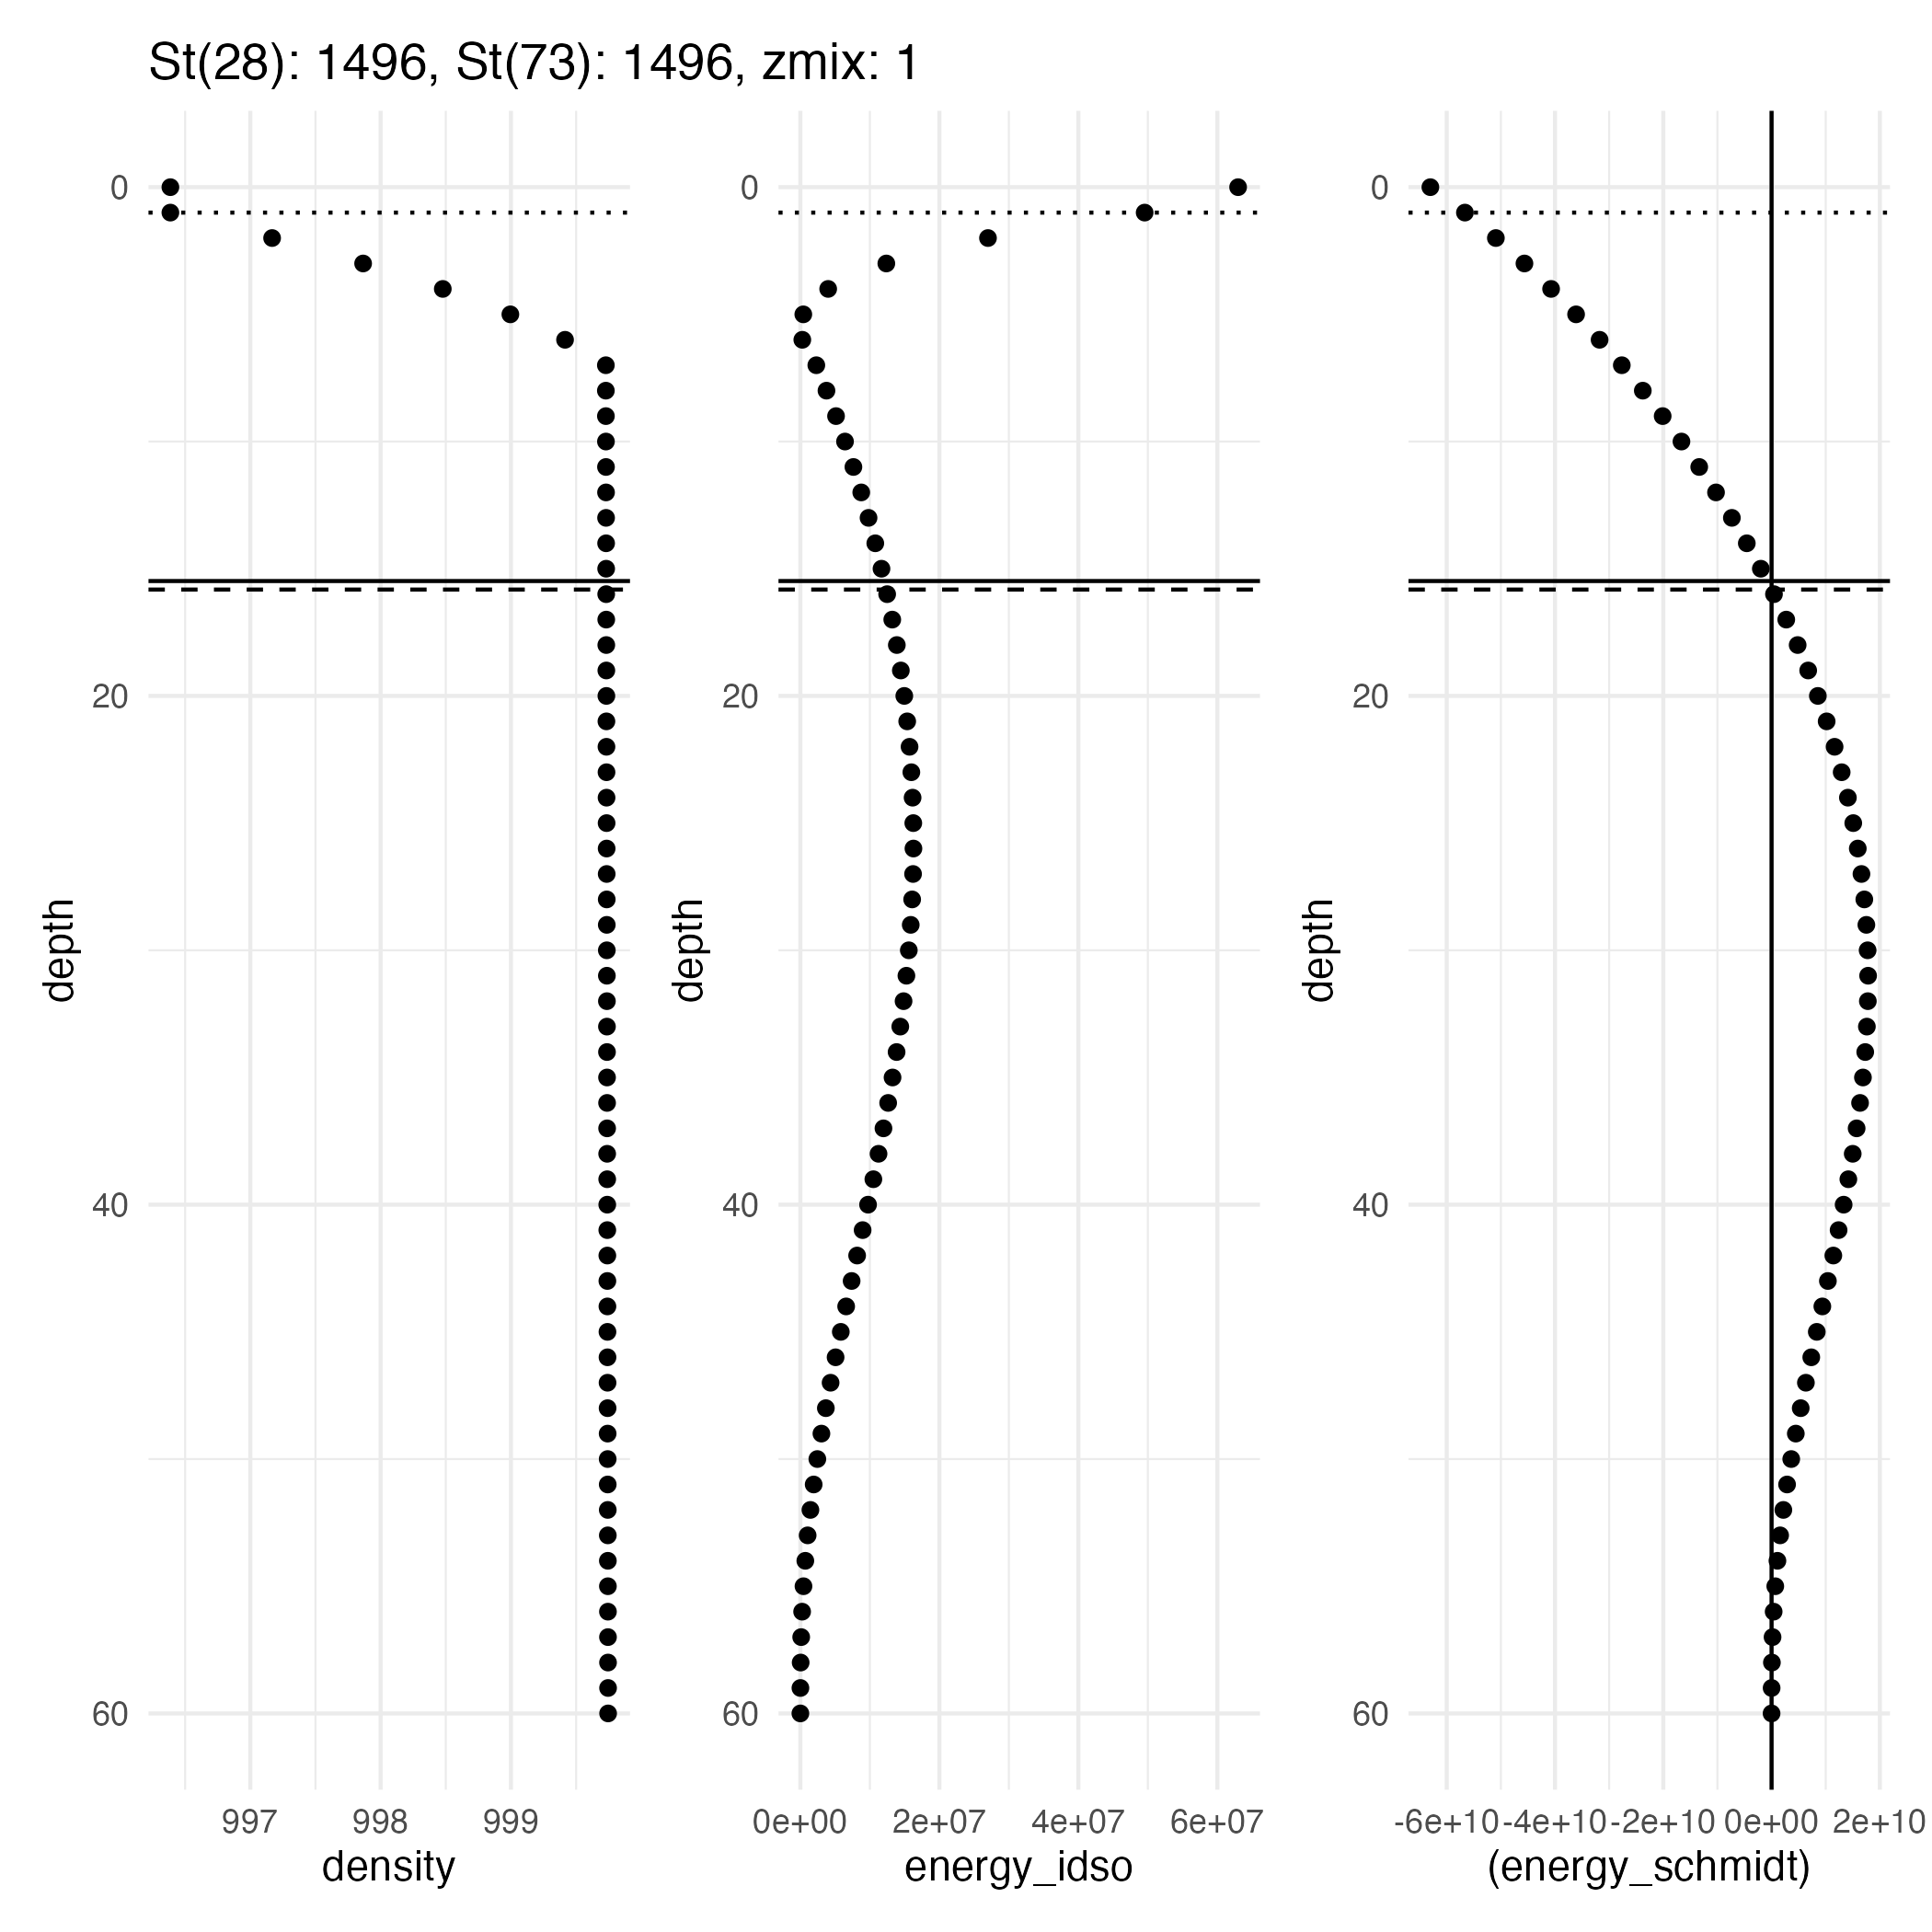 St(28): 1496, St(73): 1496, zmix: 1
0
20
40
60
depth
997 998 999
density
0
20
40
60
depth
0e+00 2e+07 4e+07 6e+07
energy_idso
0
20
40
60
depth
-6e+10 -4e+10 -2e+10 0e+00 2e+10
(energy_schmidt)